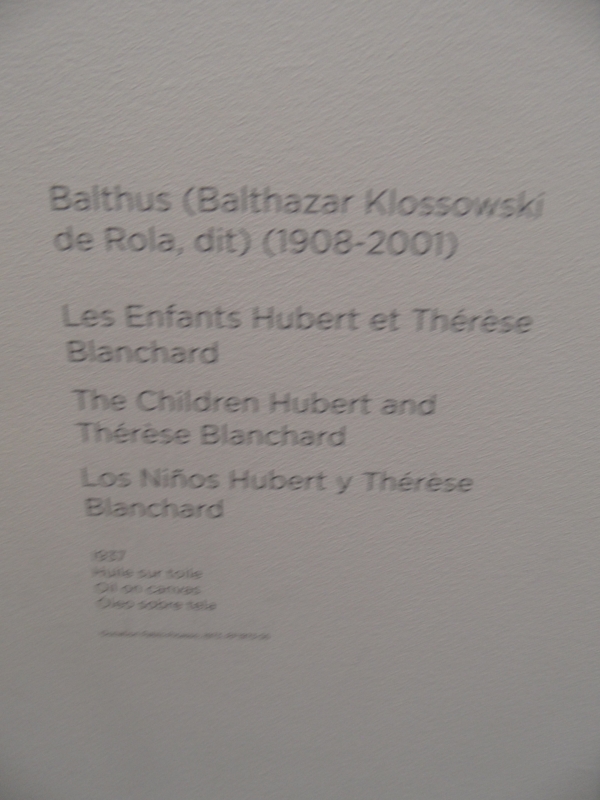 Balthus (Balthazar Klossowski
de Rola, dit) (1908-2001)
Les Enfants Hubert et Thérèse
Blanchard
The Children Hubert and
Thérèse Blanchard
Los Niños Hubert y Thérèse
Blanchard
1937
Huile sur toile
Oil on canvas
Óleo sobre tela